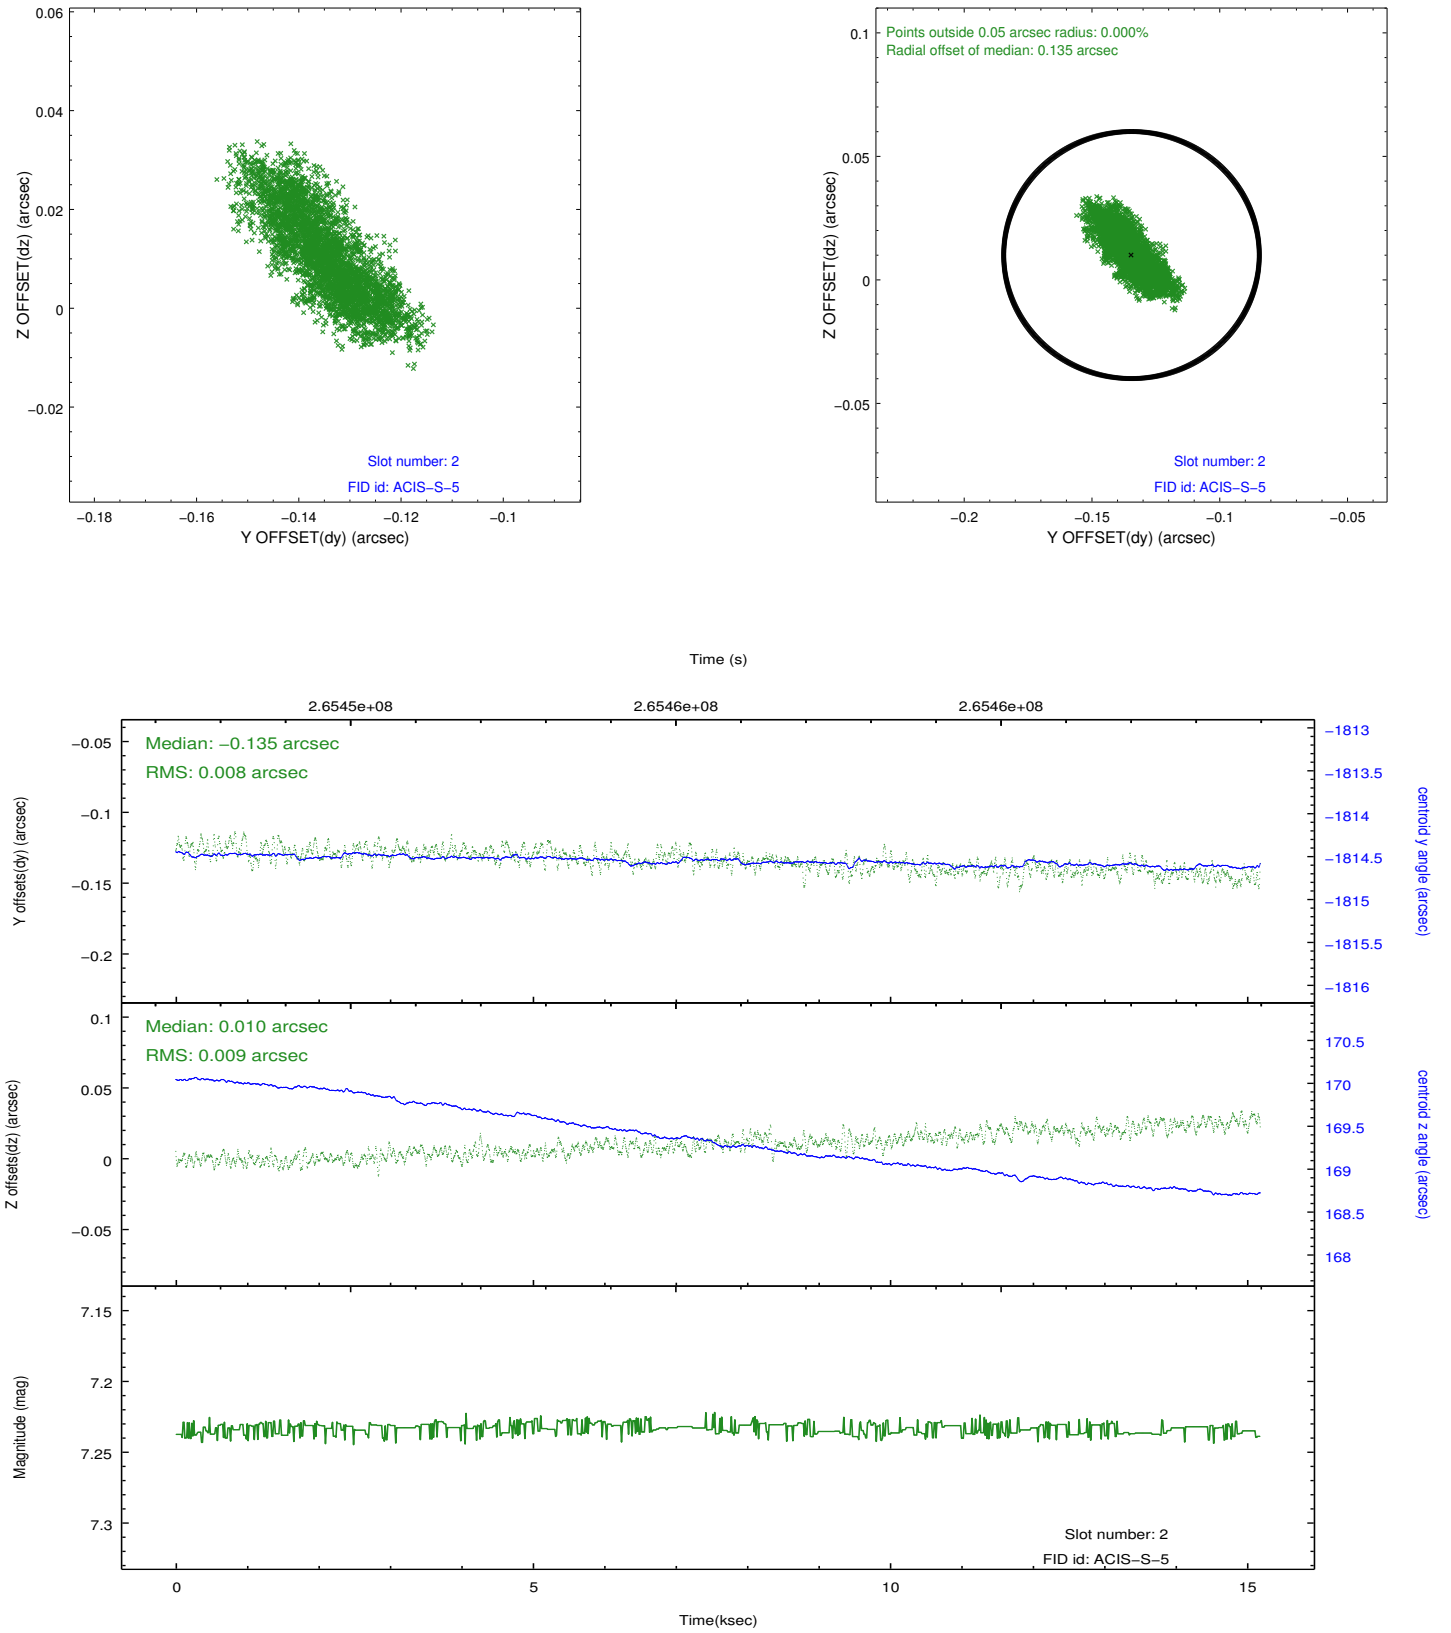 0.06
0.04
0.02
0
−0.02
Z OFFSET(dz) (arcsec)
Slot number: 2
FID id: ACIS−S−5
−0.18
−0.16
−0.14
−0.12
−0.1
Y OFFSET(dy) (arcsec)
Points outside 0.05 arcsec radius: 0.000%
Radial offset of median: 0.135 arcsec
0.1
0.05
0
−0.05
Z OFFSET(dz) (arcsec)
Slot number: 2
FID id: ACIS−S−5
−0.2
−0.15
−0.1
−0.05
Y OFFSET(dy) (arcsec)
Time (s)
2.6545e+08
2.6546e+08
2.6546e+08
Median: −0.135 arcsec
RMS: 0.008 arcsec
−0.05
−0.1
−0.15
−0.2
Y offsets(dy) (arcsec)
−1813
−1813.5
−1814
−1814.5
−1815
−1815.5
−1816
centroid y angle (arcsec)
Median: 0.010 arcsec
RMS: 0.009 arcsec
0.1
0.05
0
−0.05
Z offsets(dz) (arcsec)
170.5
170
169.5
169
168.5
168
centroid z angle (arcsec)
7.15
7.2
7.25
7.3
Magnitude (mag)
Slot number: 2
FID id: ACIS−S−5
0
5
10
15
Time(ksec)